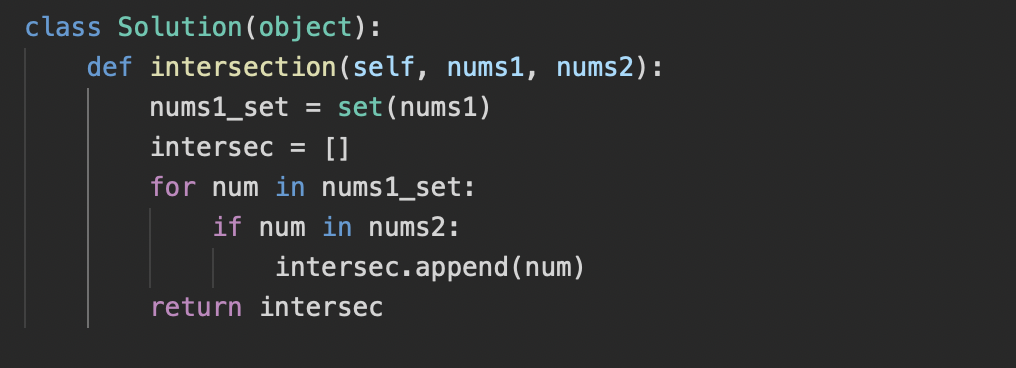 class Solution(object):
    def intersection(self, nums1, nums2):
        nums1_set = set(nums1)
        intersec = []
        for num in nums1_set:
            if num in nums2:
                intersec.append(num)
        return intersec